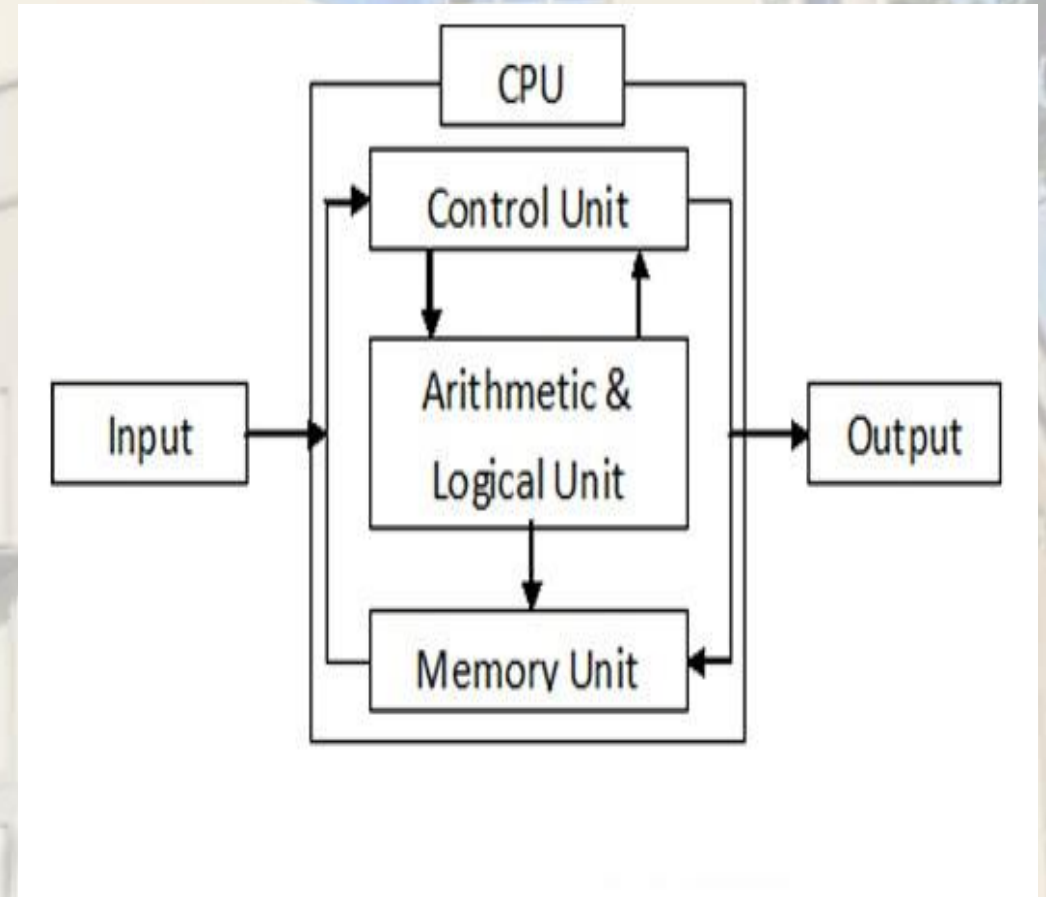 CPU
Control Unit
Arithmetic &
Logical Unit
Input
Output
Memory Unit